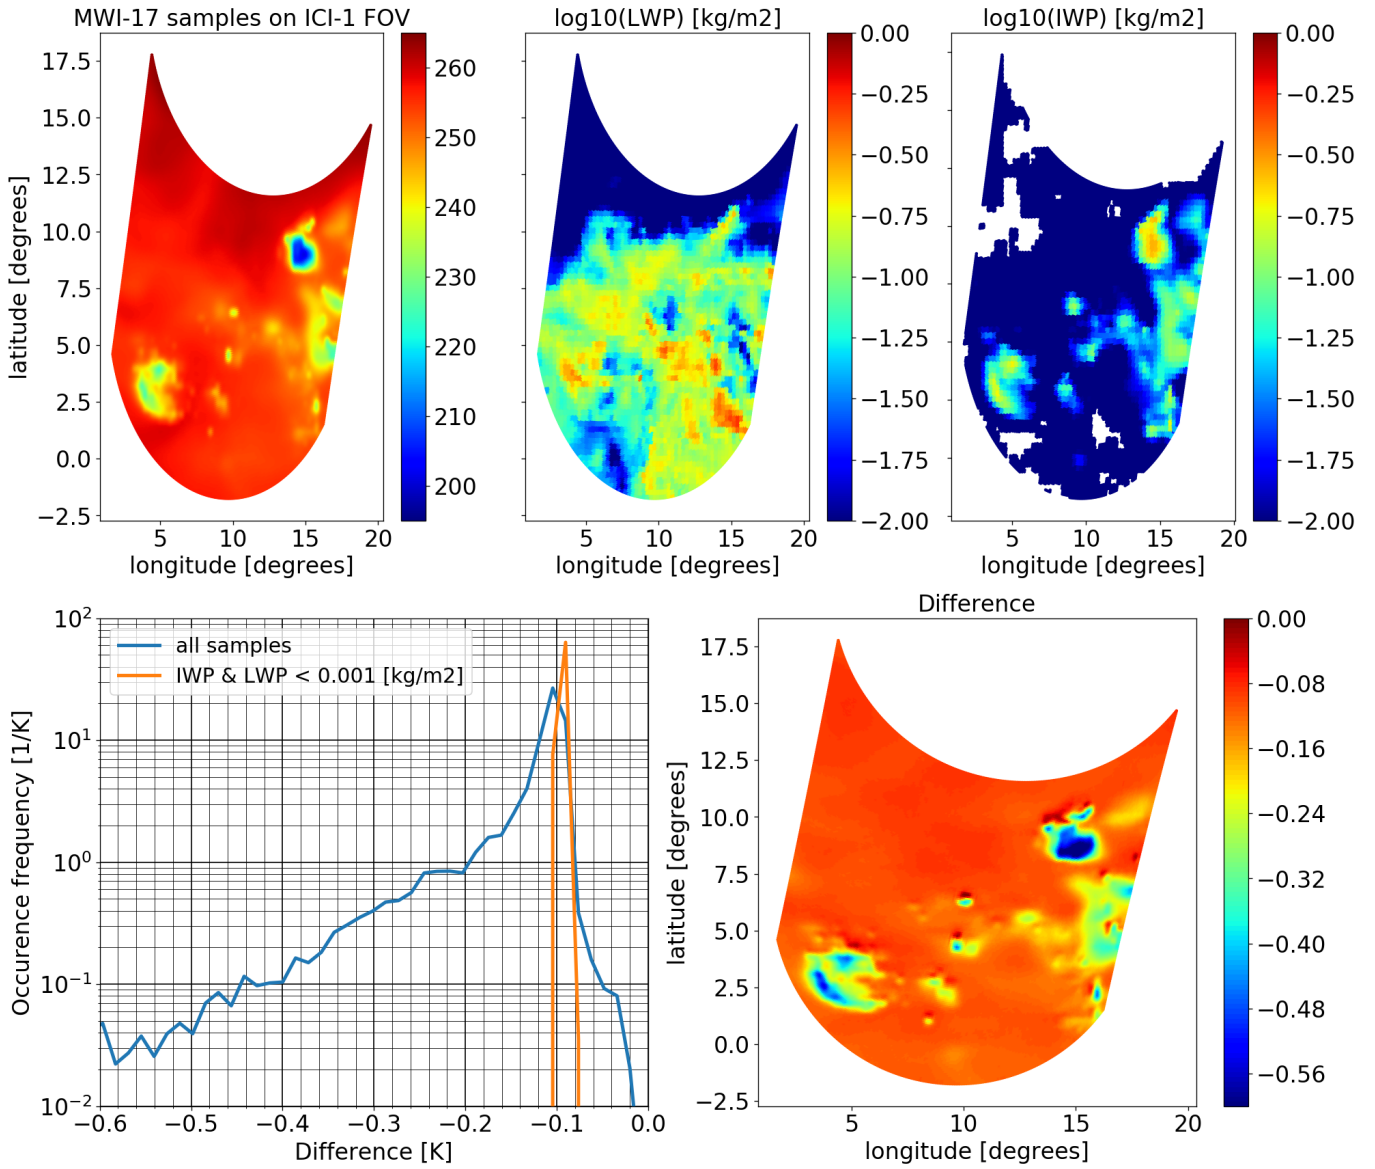 MWI-17 samples on ICI-1 FOV
log10(LWP) [kg/m2]
log10(IWP) [kg/m2]
17.5
15.0
12.5
10.0
7.5
5.0
2.5
0.0
−2.5
latitude [degrees]
5 10 15 20
longitude [degrees]
260
250
240
230
220
210
200
5 10 15 20
longitude [degrees]
0.00
−0.25
−0.50
−0.75
−1.00
−1.25
−1.50
−1.75
−2.00
5 10 15 20
longitude [degrees]
0.00
−0.25
−0.50
−0.75
−1.00
−1.25
−1.50
−1.75
−2.00
all samples
IWP & LWP < 0.001 [kg/m2]
10²
10¹
10⁰
10⁻¹
10⁻²
Occurence frequency [1/K]
−0.6 −0.5 −0.4 −0.3 −0.2 −0.1 0.0
Difference [K]
Difference
17.5
15.0
12.5
10.0
7.5
5.0
2.5
0.0
−2.5
latitude [degrees]
5 10 15 20
longitude [degrees]
0.00
−0.08
−0.16
−0.24
−0.32
−0.40
−0.48
−0.56